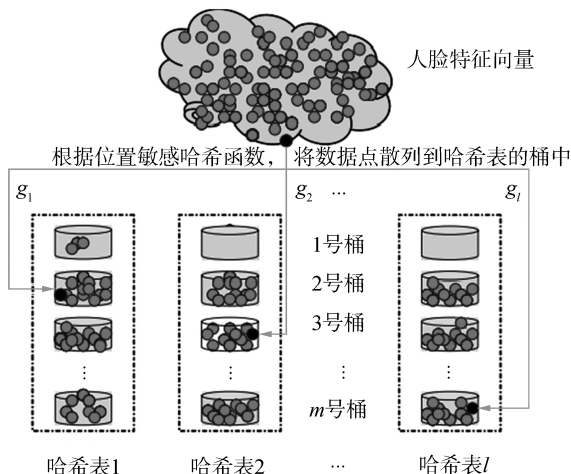 人脸特征向量
根据位置敏感哈希函数， 将数据点散列到哈希表的桶中
g1 g2 ... gl
1号桶
2号桶
3号桶
⋮ ⋮ ⋮ ⋮
m号桶
哈希表1 哈希表2 ... 哈希表l